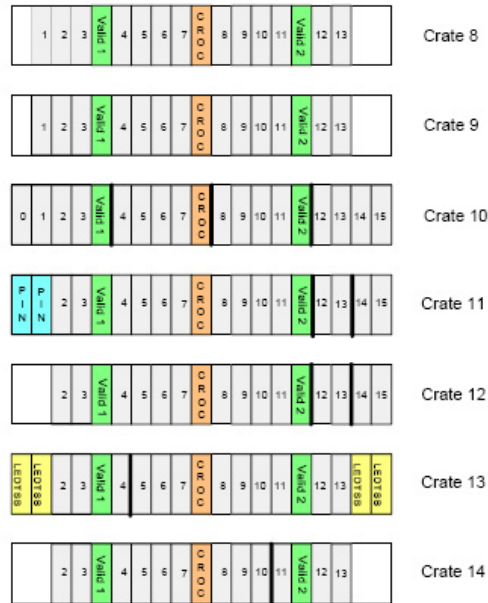 1 2 3 Valid 1 4 5 6 7 CROC 8 9 10 11 Valid 2 12 13 Crate 8
1 2 3 Valid 1 4 5 6 7 CROC 8 9 10 11 Valid 2 12 13 Crate 9
0 1 2 3 Valid 1 4 5 6 7 CROC 8 9 10 11 Valid 2 12 13 14 15 Crate 10
PIN PIN 2 3 Valid 1 4 5 6 7 CROC 8 9 10 11 Valid 2 12 13 14 15 Crate 11
2 3 Valid 1 4 5 6 7 CROC 8 9 10 11 Valid 2 12 13 14 15 Crate 12
LEDTSB LEDTSB 2 3 Valid 1 4 5 6 7 CROC 8 9 10 11 Valid 2 12 13 LEDTSB LEDTSB Crate 13
2 3 Valid 1 4 5 6 7 CROC 8 9 10 11 Valid 2 12 13 Crate 14